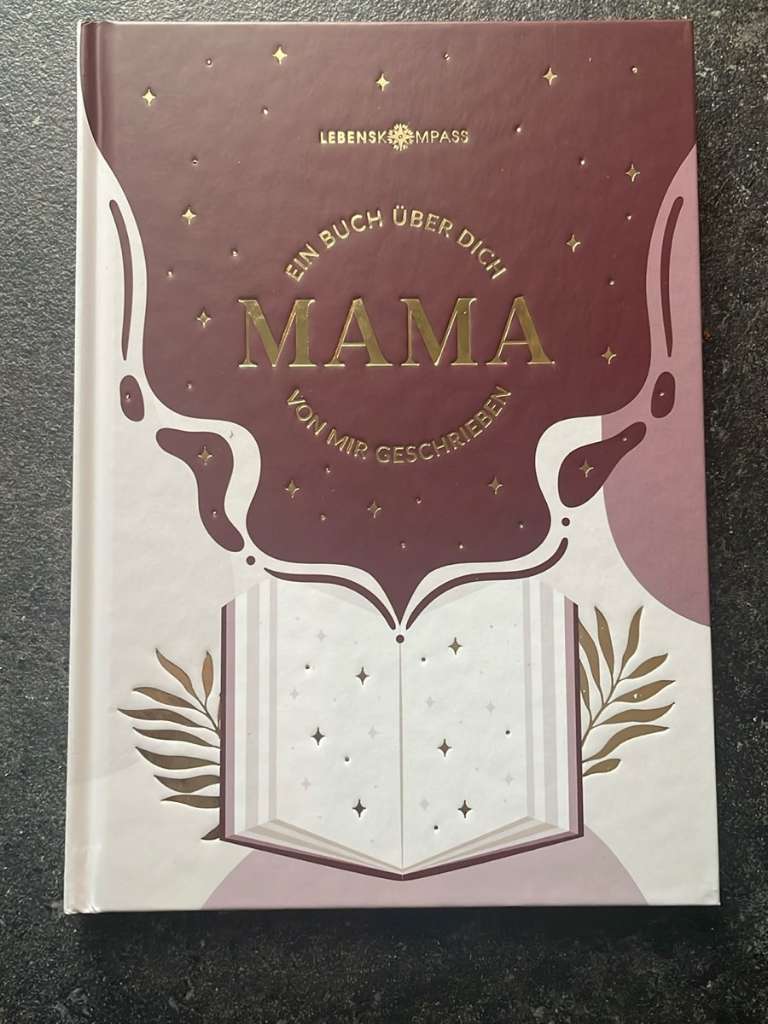 LEBENSKOMPASS
EIN BUCH ÜBER DICH
MAMA
VON MIR GESCHRIEBEN